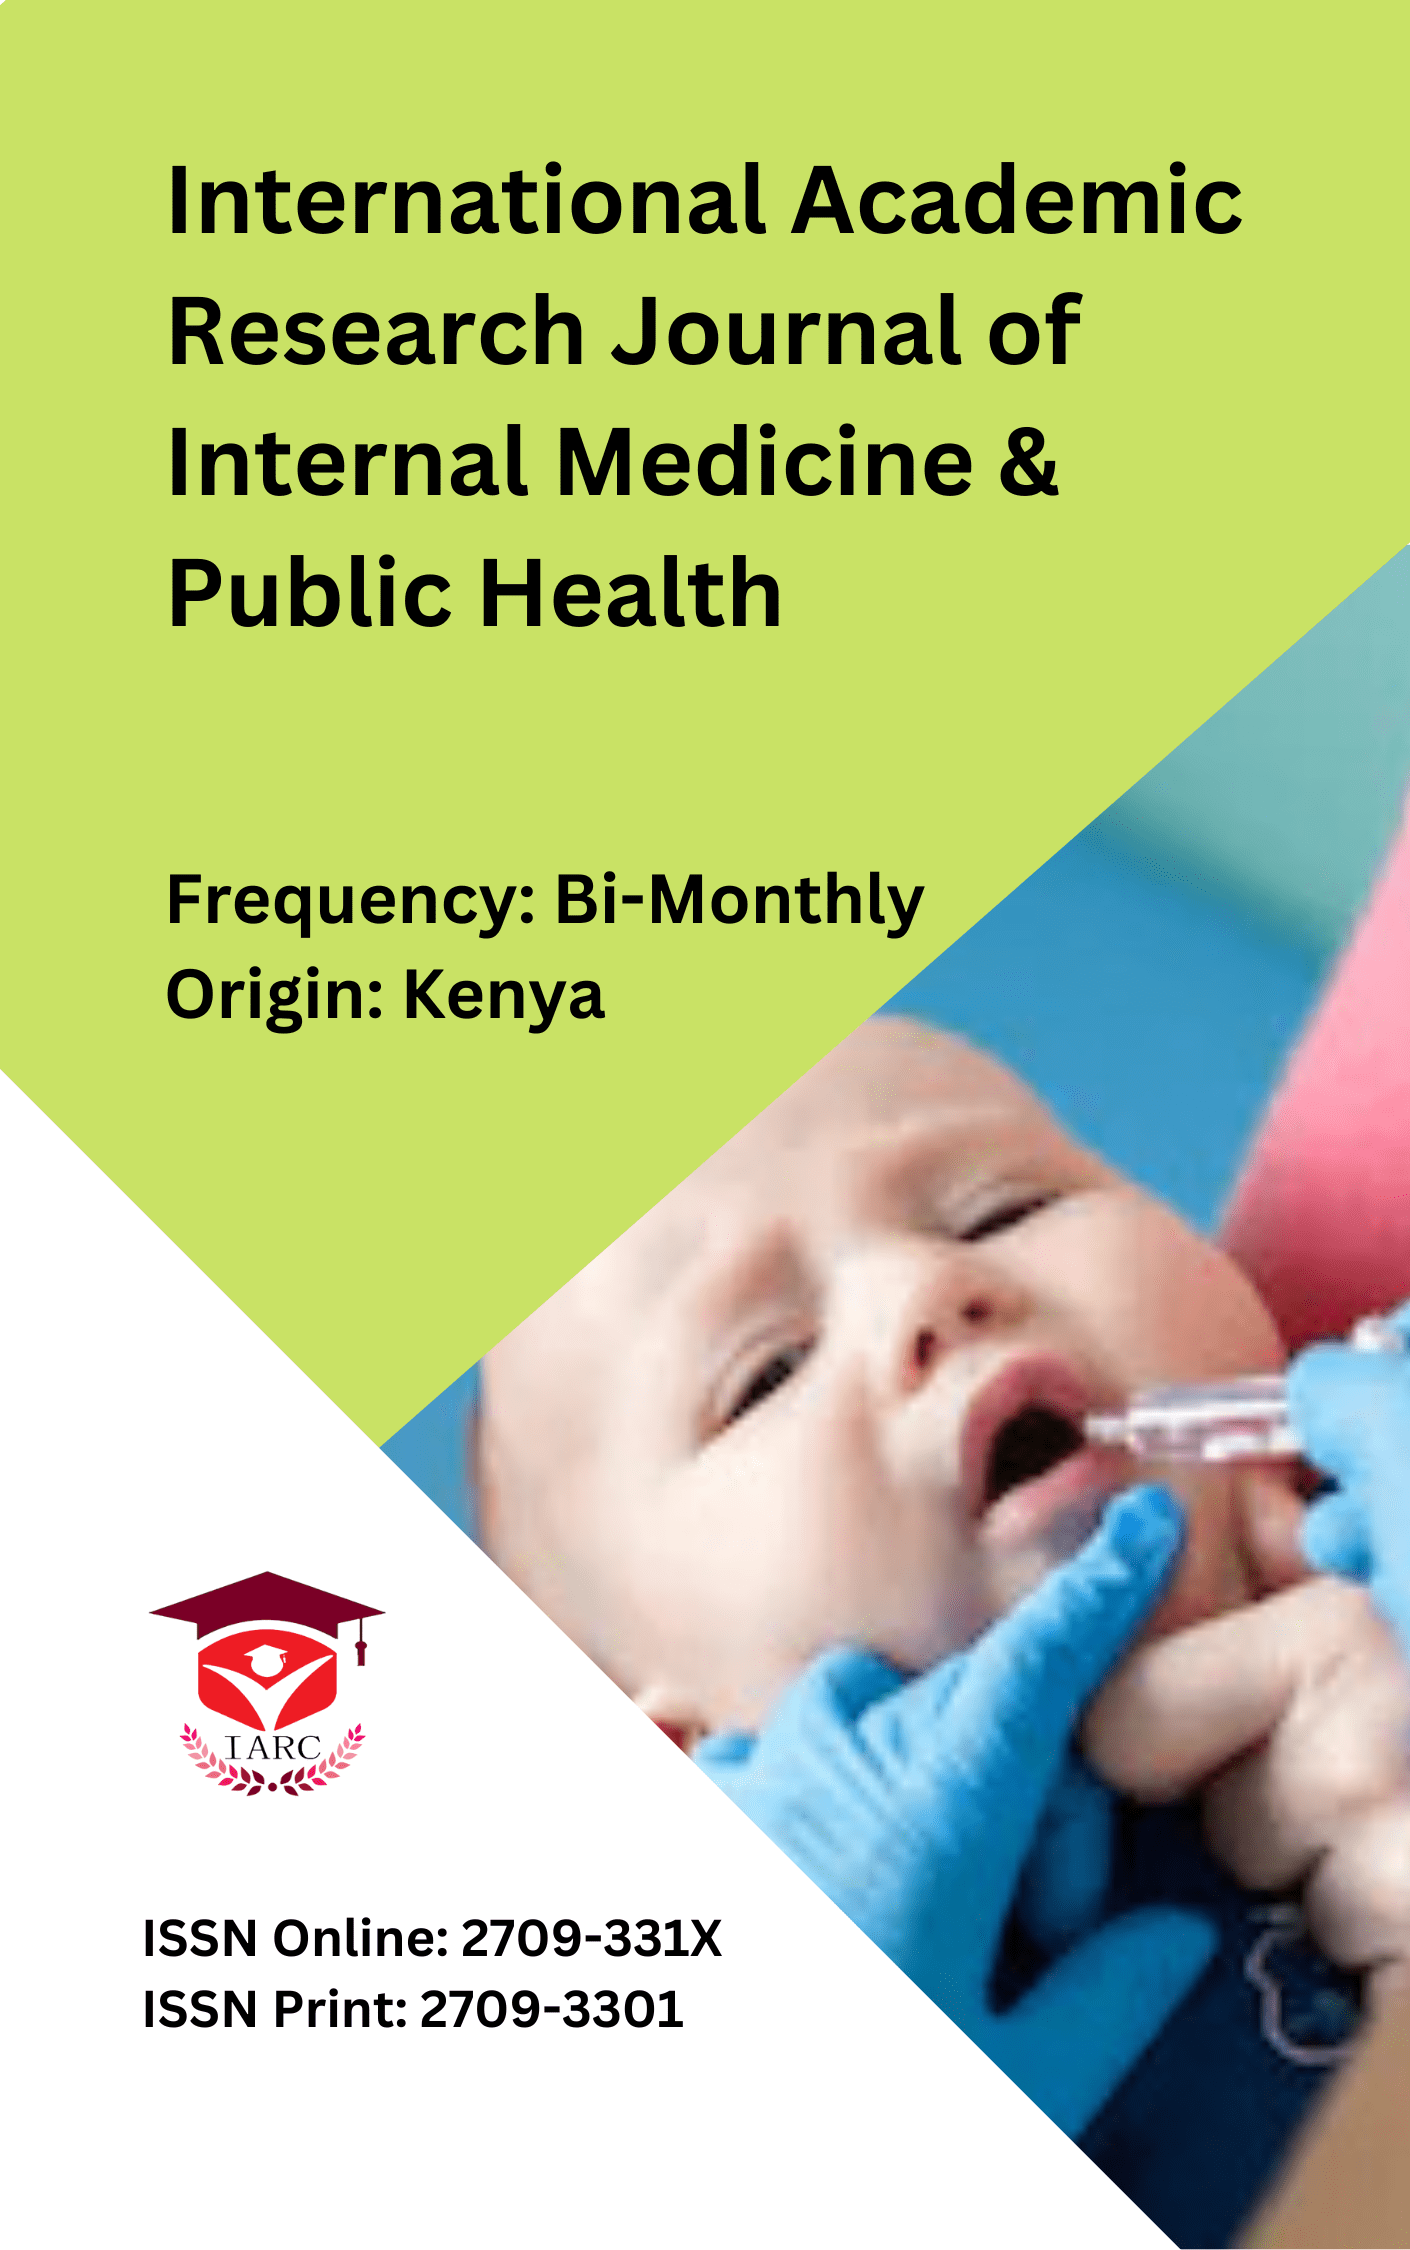 International Academic
Research Journal of
Internal Medicine &
Public Health
Frequency: Bi-Monthly
Origin: Kenya
IARC
ISSN Online: 2709-331X
ISSN Print: 2709-3301